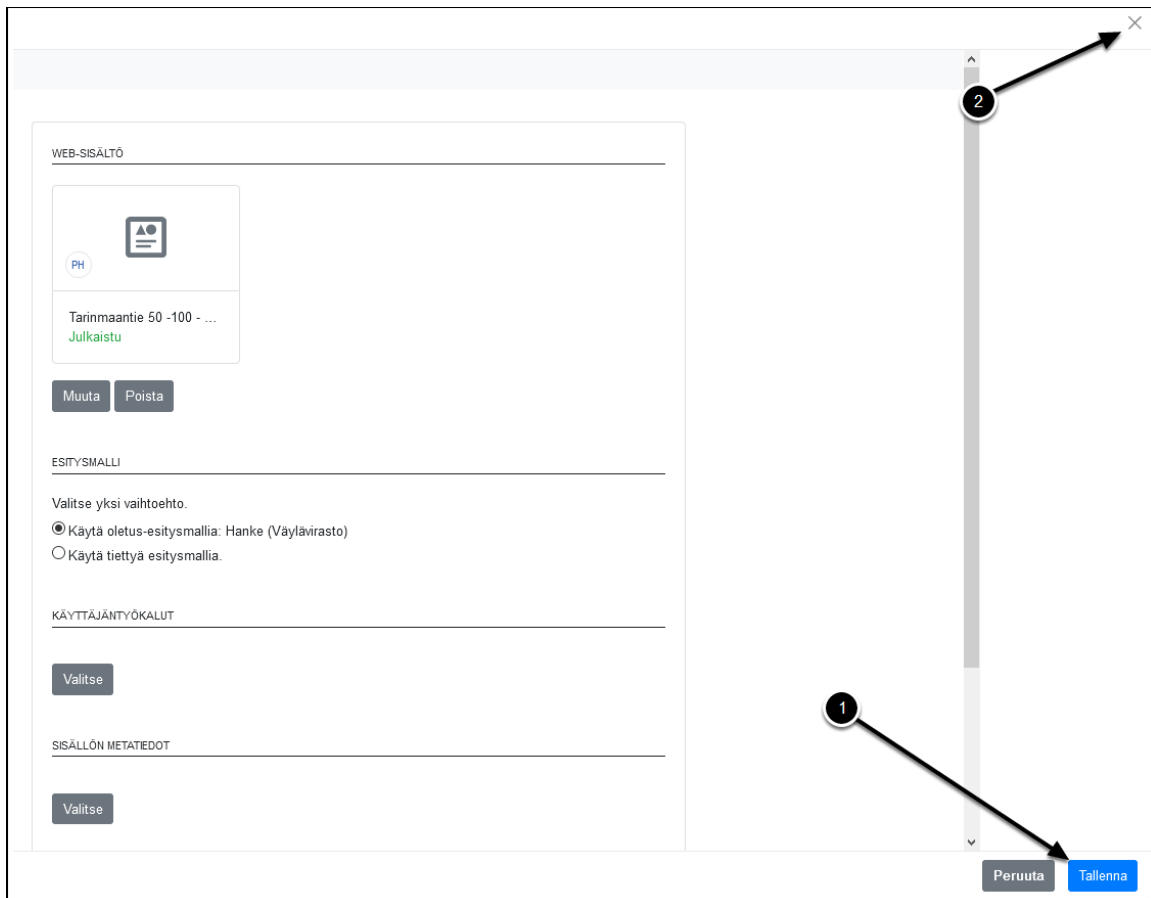 2
WEB-SISÄLTÖ
PH
Tarinmaantie 50 -100 - ...
Julkaistu
Muuta Poista
ESITYSMALLI
Valitse yksi vaihtoehto.
Käytä oletus-esitysmallia: Hanke (Väylävirasto)
Käytä tiettyä esitysmallia.
KÄYTTÄJÄNTYÖKALUT
Valitse
1
SISÄLLÖN METATIEDOT
Valitse
Peruuta Tallenna